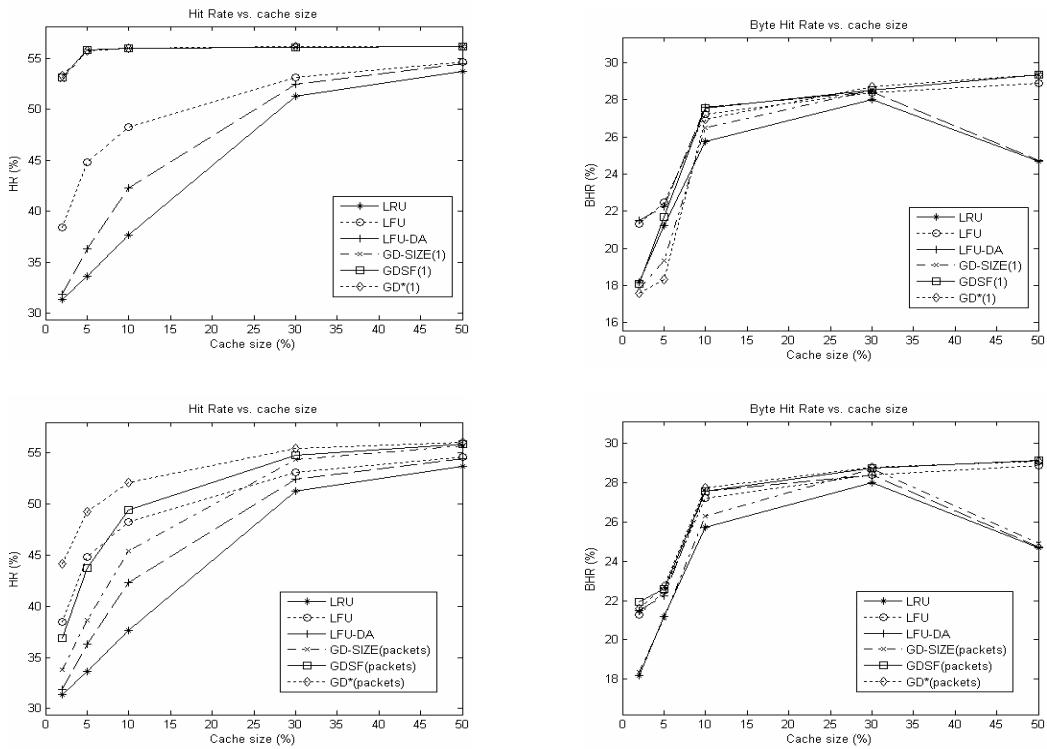 Hit Rate vs. cache size
HR (%)
55
50
45
40
35
30
0 5 10 15 20 25 30 35 40 45 50
Cache size (%)
LRU
LFU
LFU-DA
GD-SIZE(1)
GDSF(1)
GD*(1)
Byte Hit Rate vs. cache size
BHR (%)
30
28
26
24
22
20
18
16
0 5 10 15 20 25 30 35 40 45 50
Cache size (%)
LRU
LFU
LFU-DA
GD-SIZE(1)
GDSF(1)
GD*(1)
Hit Rate vs. cache size
HR (%)
55
50
45
40
35
30
0 5 10 15 20 25 30 35 40 45 50
Cache size (%)
LRU
LFU
LFU-DA
GD-SIZE(packets)
GDSF(packets)
GD*(packets)
Byte Hit Rate vs. cache size
BHR (%)
30
28
26
24
22
20
18
0 5 10 15 20 25 30 35 40 45 50
Cache size (%)
LRU
LFU
LFU-DA
GD-SIZE(packets)
GDSF(packets)
GD*(packets)